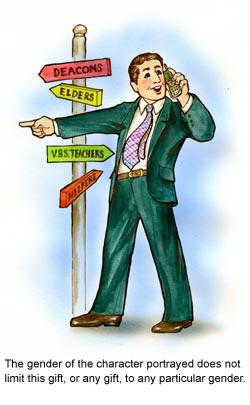 DEACONS
ELDERS
V.B.S. TEACHERS
HELPERS
The gender of the character portrayed does not
limit this gift, or any gift, to any particular gender.